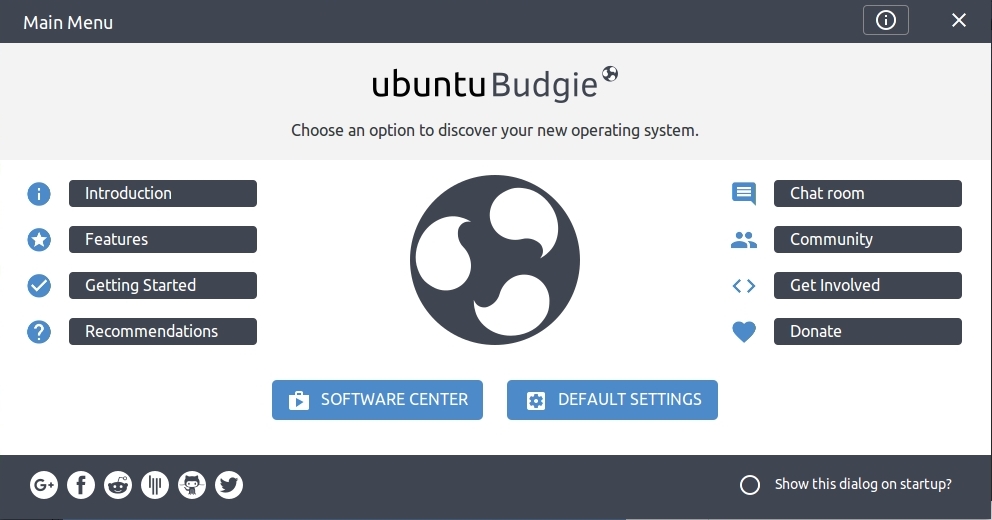 Main Menu
ubuntu Budgie
Choose an option to discover your new operating system.
Introduction
Features
Getting Started
Recommendations
Chat room
Community
Get Involved
Donate
SOFTWARE CENTER
DEFAULT SETTINGS
G+
Show this dialog on startup?